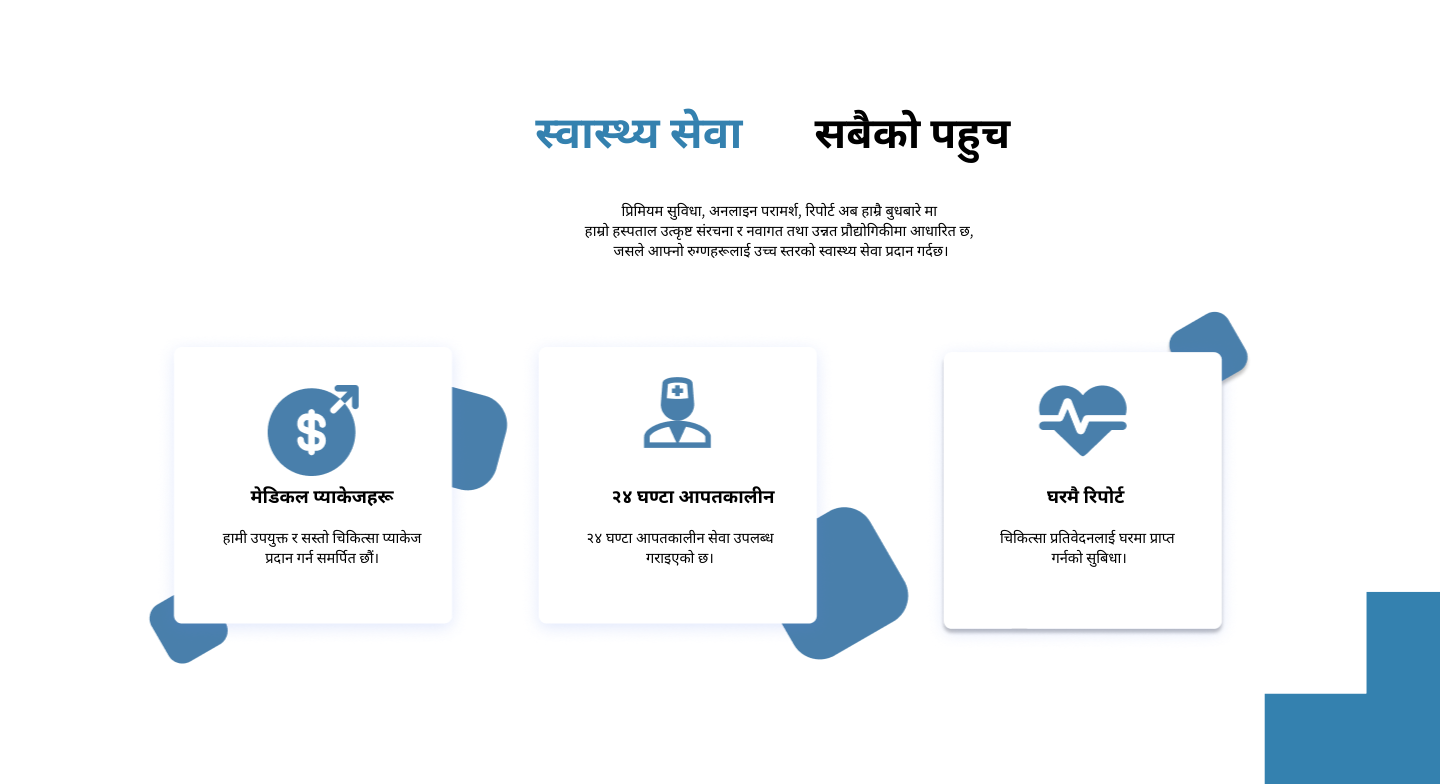 स्वास्थ्य सेवा सबैको पहुच
प्रिमियम सुविधा, अनलाइन परामर्श, रिपोर्ट अब हाम्रै बुधबारे मा
हाम्रो हस्पताल उत्कृष्ट संरचना र नवागत तथा उन्नत प्रौद्योगिकीमा आधारित छ,
जसले आफ्नो रुग्णहरूलाई उच्च स्तरको स्वास्थ्य सेवा प्रदान गर्दछ।
$
मेडिकल प्याकेजहरू
हामी उपयुक्त र सस्तो चिकित्सा प्याकेज
प्रदान गर्न समर्पित छौं।
२४ घण्टा आपतकालीन
२४ घण्टा आपतकालीन सेवा उपलब्ध
गराइएको छ।
घरमै रिपोर्ट
चिकित्सा प्रतिवेदनलाई घरमा प्राप्त
गर्नको सुबिधा।